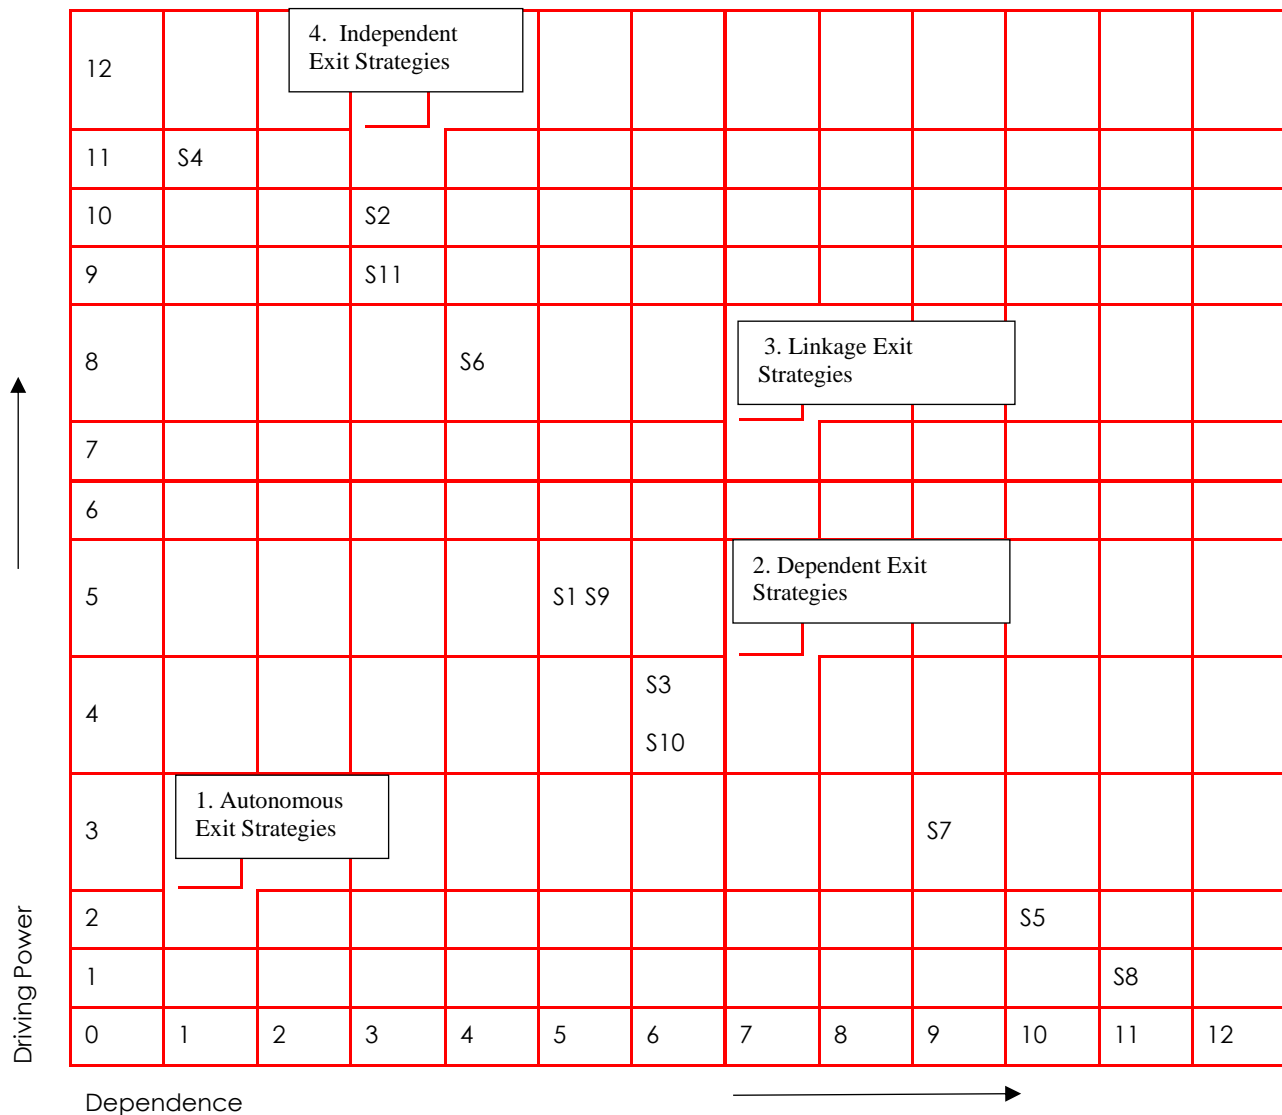 4. Independent
Exit Strategies
12
11 S4
10 S2
9 S11
8 S6
3. Linkage Exit
Strategies
7
6
5 S1 S9
2. Dependent Exit
Strategies
4 S3
S10
1. Autonomous
Exit Strategies
3 S7
2 S5
1 S8
0 1 2 3 4 5 6 7 8 9 10 11 12
Driving Power
Dependence